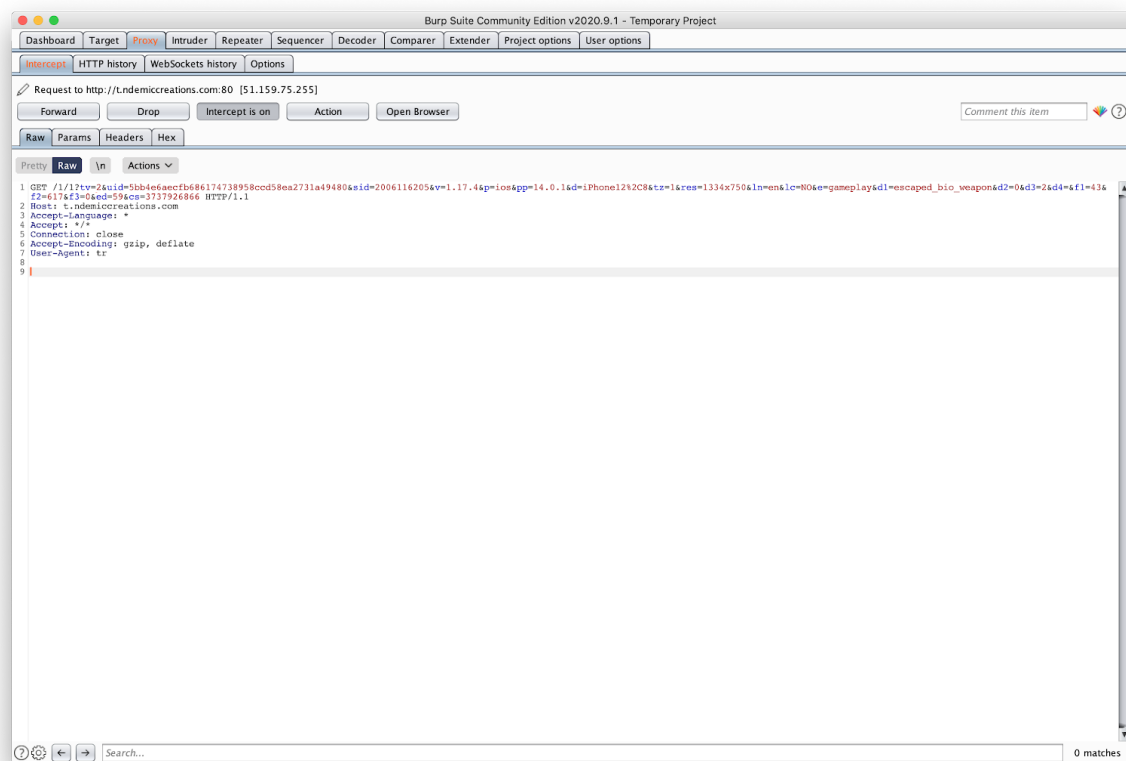 Burp Suite Community Edition v2020.9.1 - Temporary Project
Dashboard Target Proxy Intruder Repeater Sequencer Decoder Comparer Extender Project options User options
Intercept HTTP history WebSockets history Options
Request to http://t.ndemiccreations.com:80 [51.159.75.255]
Forward Drop Intercept is on Action Open Browser Comment this item ?
Raw Params Headers Hex
Pretty Raw \n Actions
1 GET /1/1?tv=2&uid=5bb4e6aecfb686174738958ccd58ea2731a49480&sid=2006116205&v=1.17.4&p=ios&pp=14.0.1&d=iPhone12%2C8&tz=1&res=1334x750&ln=en&lc=NO&e=gameplay&d1=escaped_bio_weapon&d2=0&d3=2&d4=&f1=43&
f2=617&f3=0&ed=59&cs=3737926866 HTTP/1.1
2 Host: t.ndemiccreations.com
3 Accept-Language: *
4 Accept: */*
5 Connection: close
6 Accept-Encoding: gzip, deflate
7 User-Agent: tr
8
9
? Search... 0 matches